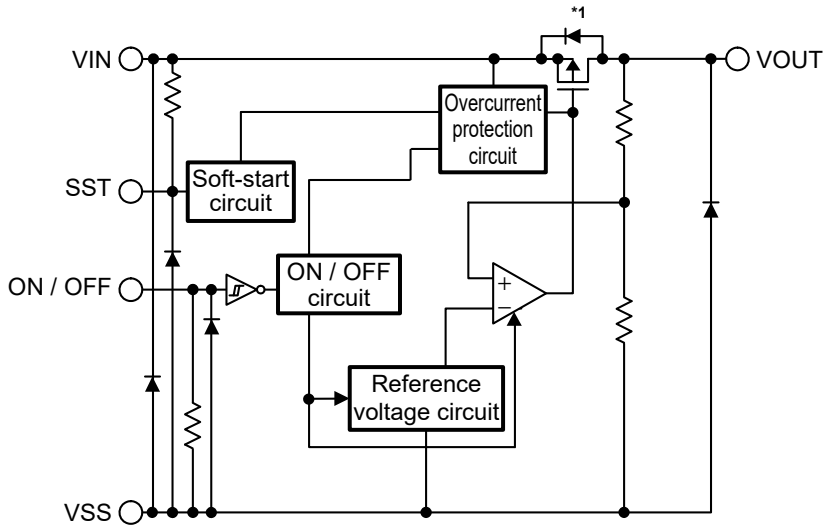 *1
VIN
VOUT
Overcurrent
protection
circuit
SST
Soft-start
circuit
ON / OFF
ON / OFF
circuit
+
−
Reference
voltage circuit
VSS